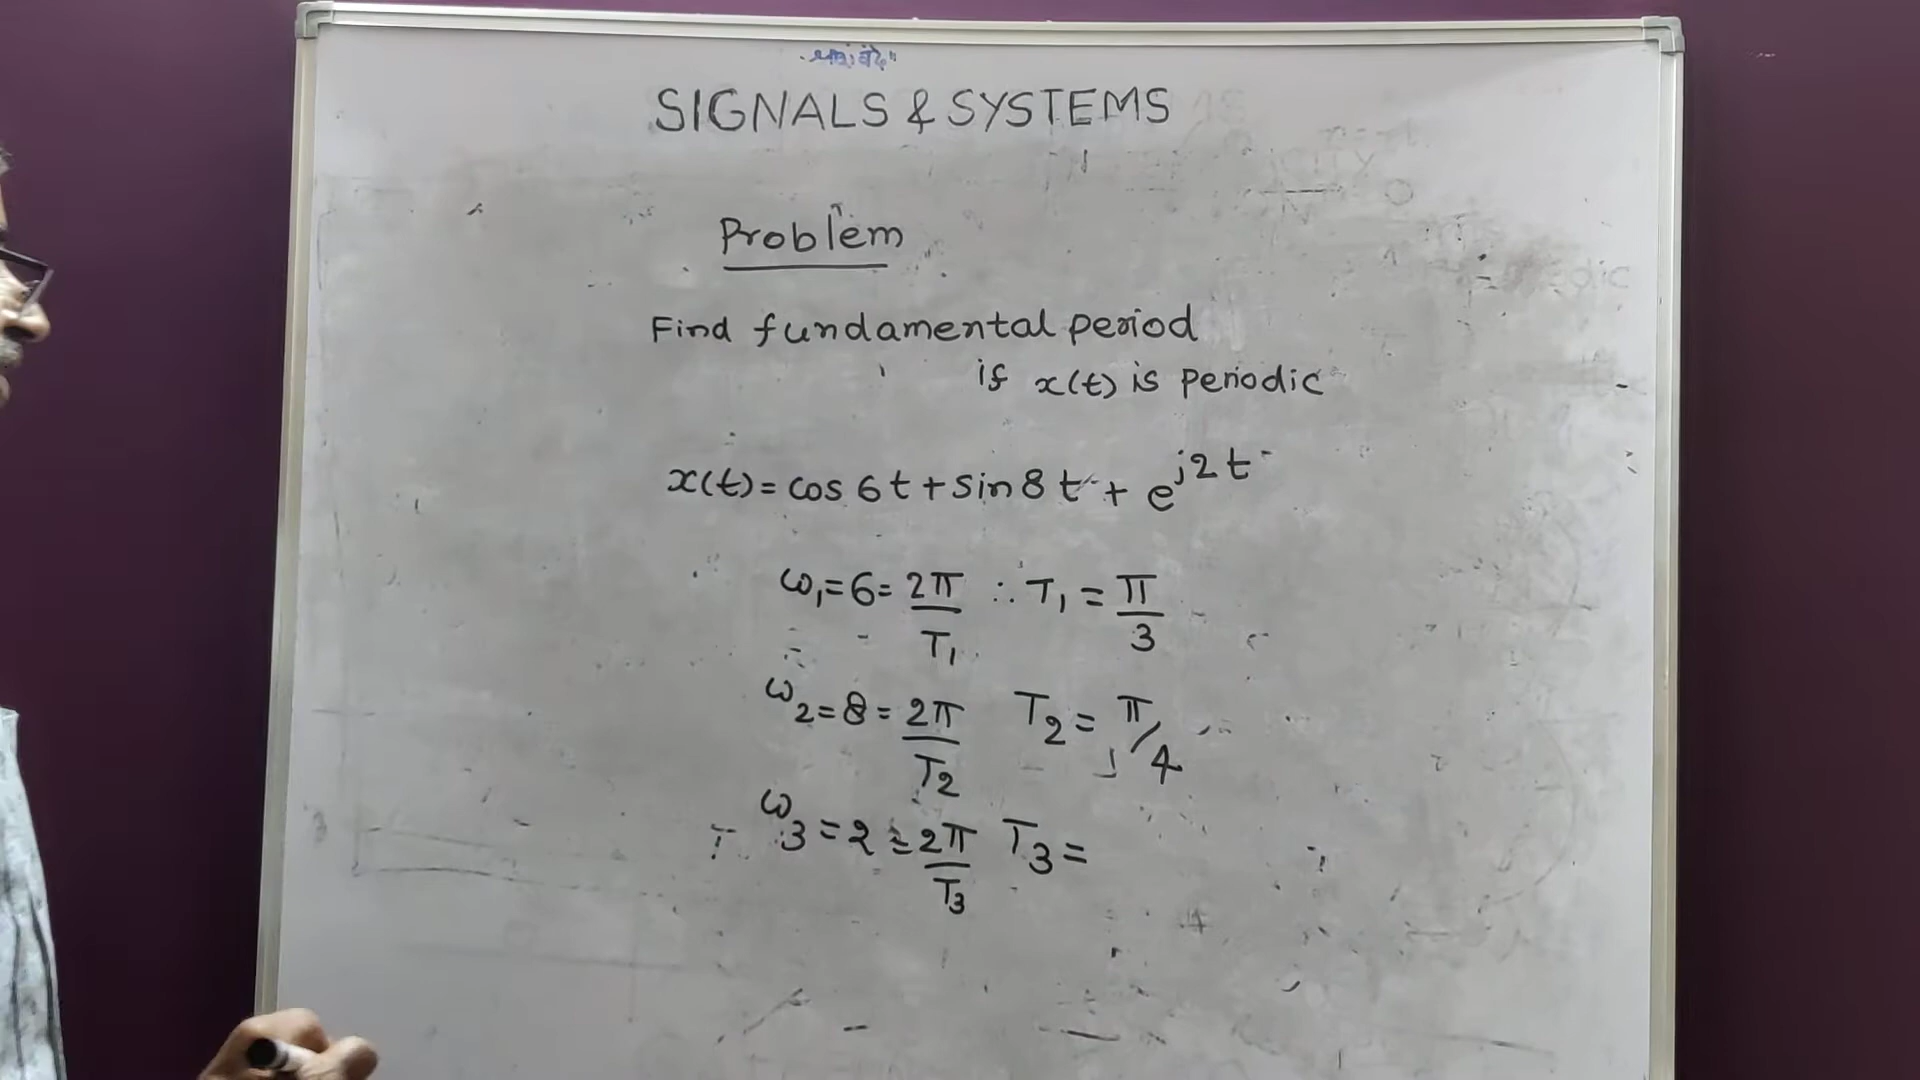 SIGNALS & SYSTEMS
Problem
Find fundamental period
if x(t) is periodic
x(t) = cos 6t + sin 8t + e^{j2t}
ω₁ = 6 = 2π/T₁ ∴ T₁ = π/3
ω₂ = 8 = 2π/T₂ T₂ = π/4
ω₃ = 2 = 2π/T₃ T₃ =